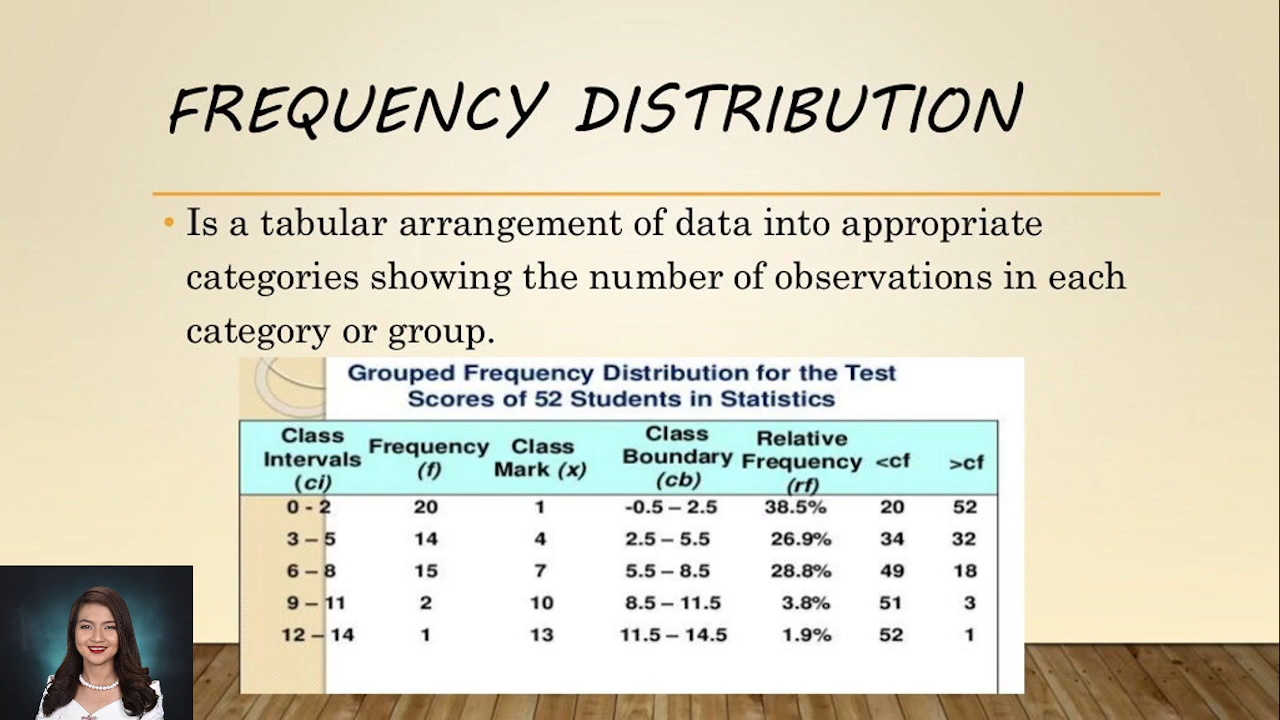 FREQUENCY DISTRIBUTION
• Is a tabular arrangement of data into appropriate
categories showing the number of observations in each
category or group.
Grouped Frequency Distribution for the Test
Scores of 52 Students in Statistics
Class Intervals (ci) Frequency (f) Class Mark (x) Class Boundary (cb) Relative Frequency (rf) <cf >cf
0 - 2 20 1 -0.5 – 2.5 38.5% 20 52
3 – 5 14 4 2.5 – 5.5 26.9% 34 32
6 – 8 15 7 5.5 – 8.5 28.8% 49 18
9 – 11 2 10 8.5 – 11.5 3.8% 51 3
12 – 14 1 13 11.5 – 14.5 1.9% 52 1